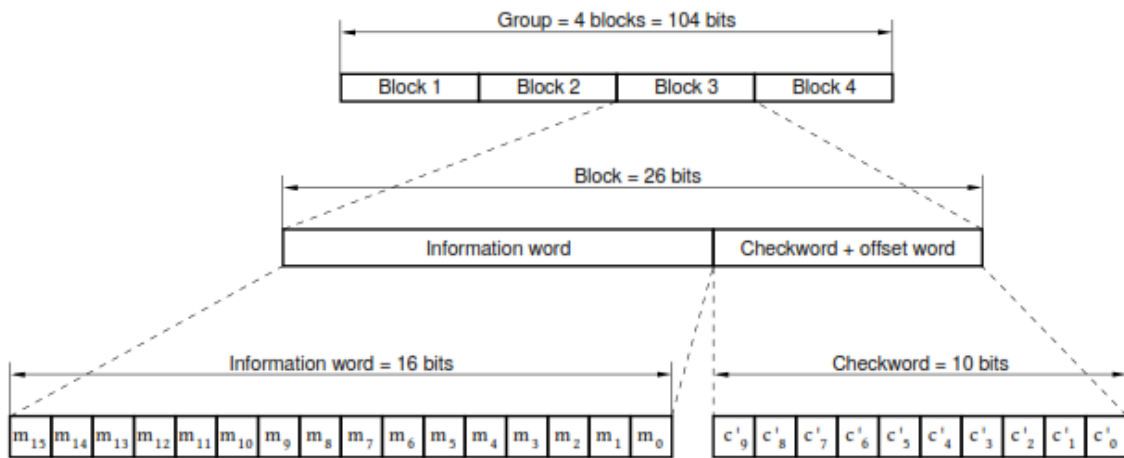 Group = 4 blocks = 104 bits
Block 1 Block 2 Block 3 Block 4
Block = 26 bits
Information word Checkword + offset word
Information word = 16 bits Checkword = 10 bits
m15 m14 m13 m12 m11 m10 m9 m8 m7 m6 m5 m4 m3 m2 m1 m0 c'9 c'8 c'7 c'6 c'5 c'4 c'3 c'2 c'1 c'0